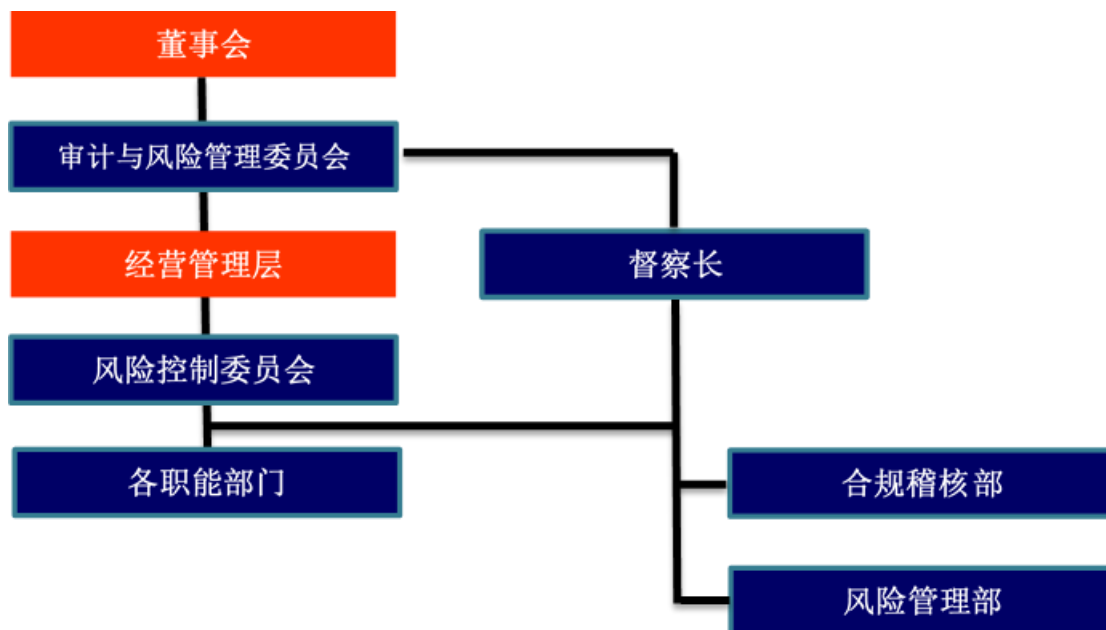 董事会
审计与风险管理委员会
经营管理层
督察长
风险控制委员会
各职能部门
合规稽核部
风险管理部